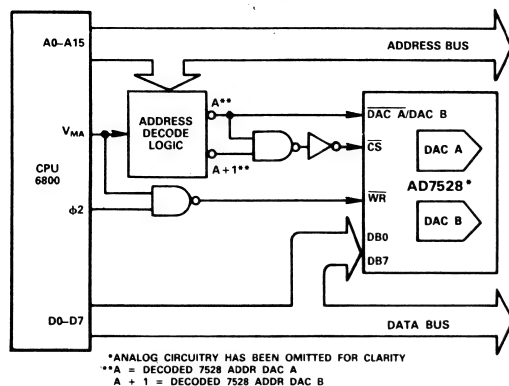 A0–A15
ADDRESS BUS
A**
ADDRESS
DECODE
LOGIC
DAC A/DAC B
VMA
CS
DAC A
CPU
6800
A + 1**
AD7528*
WR
φ2
DAC B
DB0
DB7
D0–D7
DATA BUS
*ANALOG CIRCUITRY HAS BEEN OMITTED FOR CLARITY
**A = DECODED 7528 ADDR DAC A
A + 1 = DECODED 7528 ADDR DAC B